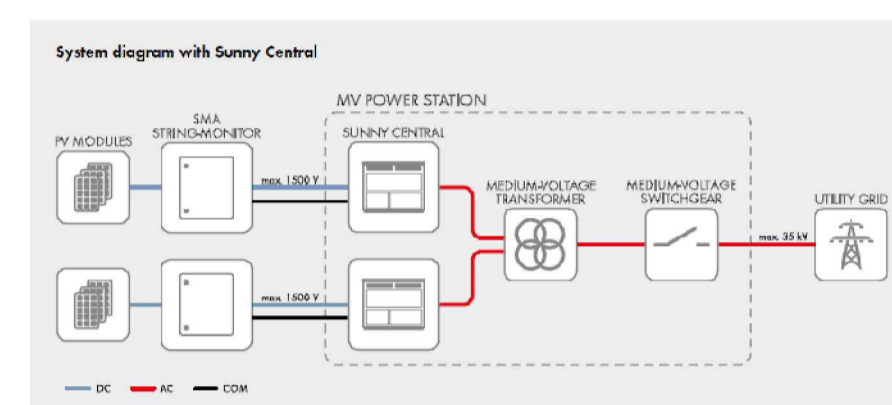 System diagram with Sunny Central
MV POWER STATION
SMA
STRING-MONITOR
SUNNY CENTRAL
PV MODULES
max. 1500 V
MEDIUM-VOLTAGE
TRANSFORMER
MEDIUM-VOLTAGE
SWITCHGEAR
UTILITY GRID
max. 35 kV
max. 1500 V
DC
AC
COM